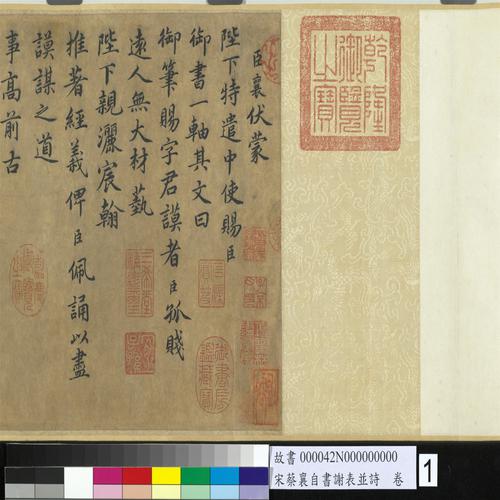 乾隆御覽之寶
臣襄伏蒙
陛下特遣中使賜臣
御書一軸其文曰
御筆賜字君謨者臣孤賤
遠人無大材藝
陛下親灑宸翰
推著經義俾臣佩誦以盡
謨謀之道
事高前古
故書 000042N000000000
宋蔡襄自書謝表並詩 卷
1